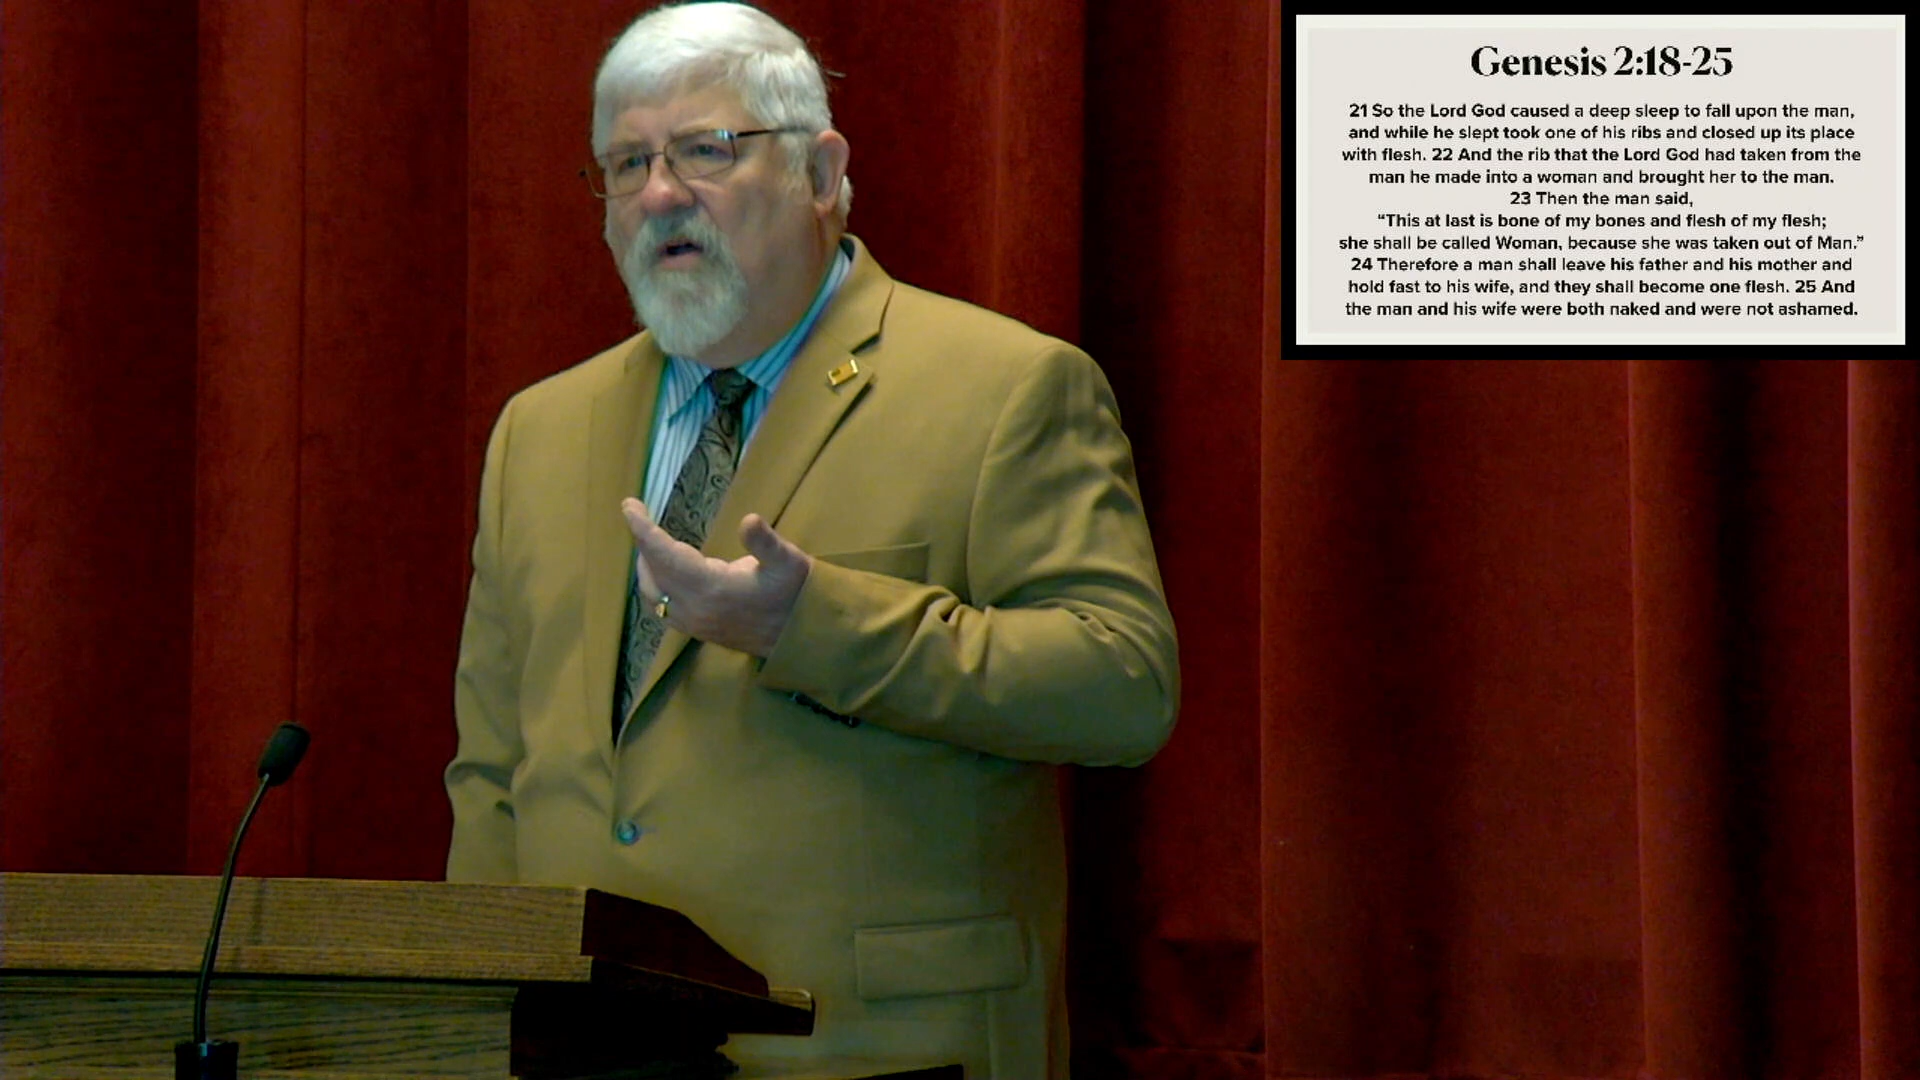 Genesis 2:18-25
21 So the Lord God caused a deep sleep to fall upon the man,
and while he slept took one of his ribs and closed up its place
with flesh. 22 And the rib that the Lord God had taken from the
man he made into a woman and brought her to the man.
23 Then the man said,
“This at last is bone of my bones and flesh of my flesh;
she shall be called Woman, because she was taken out of Man.”
24 Therefore a man shall leave his father and his mother and
hold fast to his wife, and they shall become one flesh. 25 And
the man and his wife were both naked and were not ashamed.